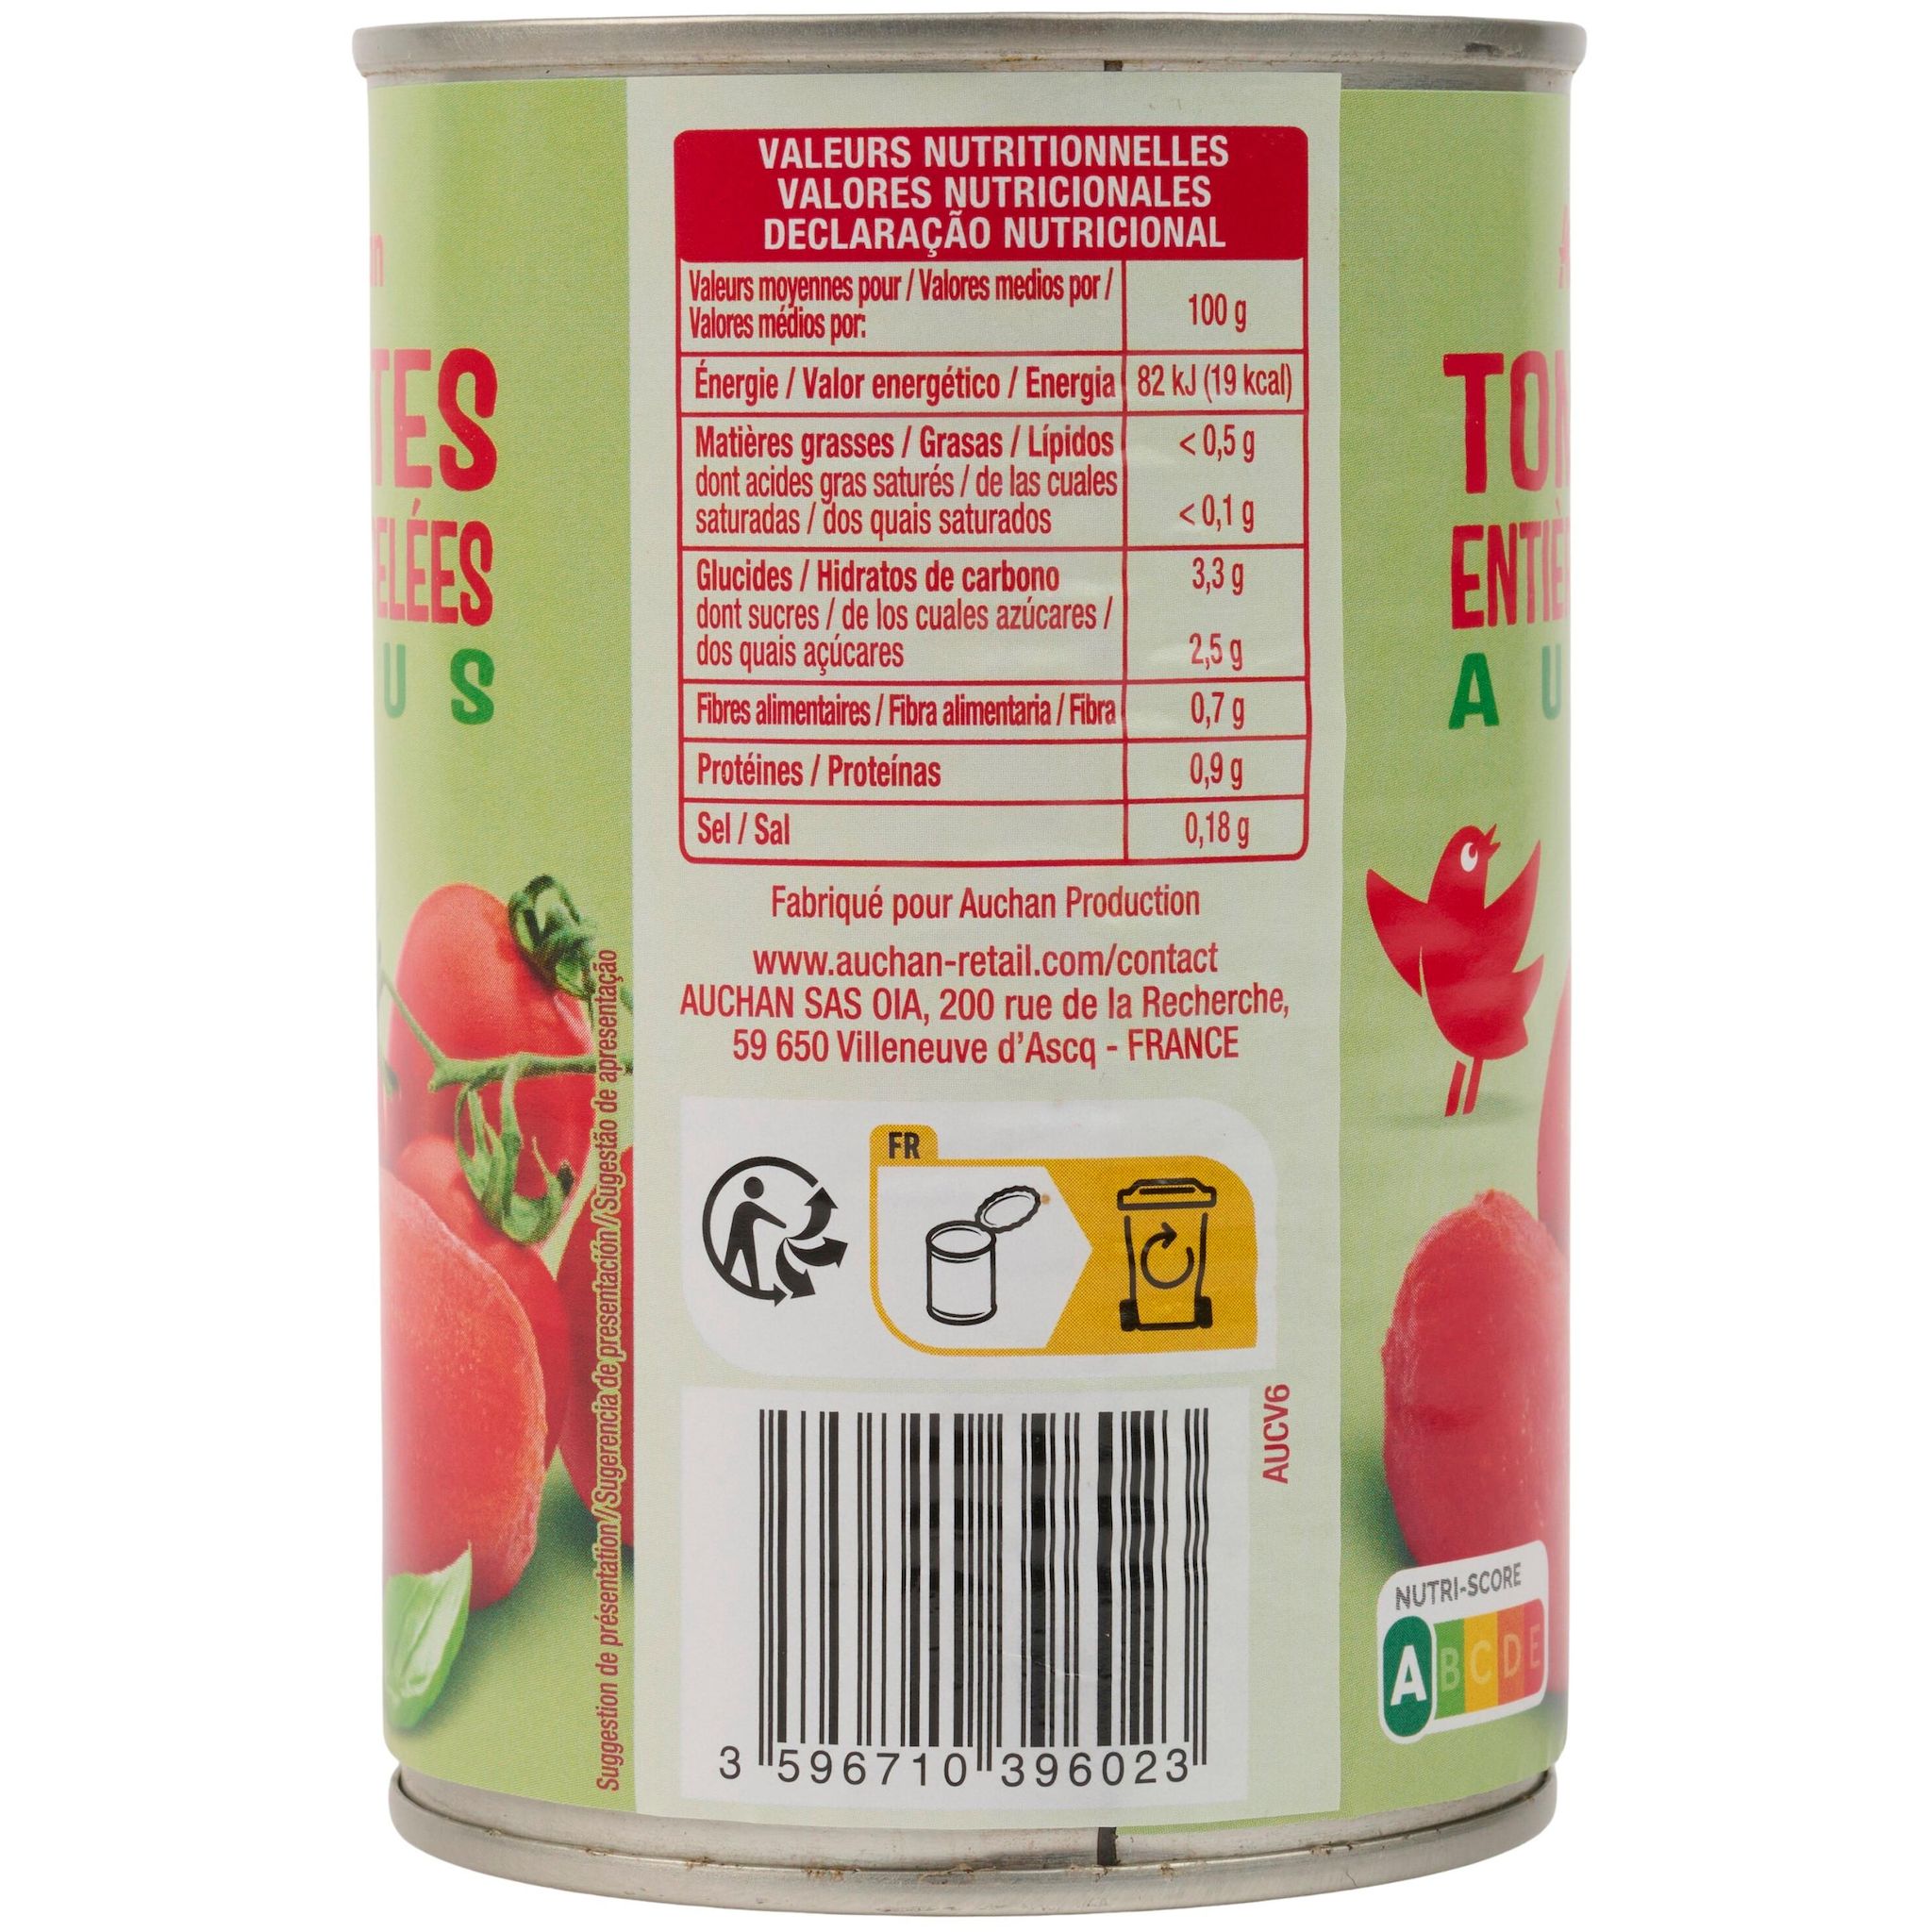 VALEURS NUTRITIONNELLES
VALORES NUTRICIONALES
DECLARAÇÃO NUTRICIONAL
Valeurs moyennes pour / Valores medios por /
Valores médios por:
100 g
Énergie / Valor energético / Energia 82 kJ (19 kcal)
Matières grasses / Grasas / Lípidos < 0,5 g
dont acides gras saturés / de las cuales
saturadas / dos quais saturados < 0,1 g
Glucides / Hidratos de carbono 3,3 g
dont sucres / de los cuales azúcares /
dos quais açúcares 2,5 g
Fibres alimentaires / Fibra alimentaria / Fibra 0,7 g
Protéines / Proteínas 0,9 g
Sel / Sal 0,18 g
Fabriqué pour Auchan Production
www.auchan-retail.com/contact
AUCHAN SAS OIA, 200 rue de la Recherche,
59 650 Villeneuve d'Ascq - FRANCE
FR
AUCV6
3 596710 396023
Suggestion de présentation/Sugerencia de presentación/Sugestão de apresentação
TES
ELÉES
U S
TOM
ENTIÈ
A U
NUTRI-SCORE
A B C D E